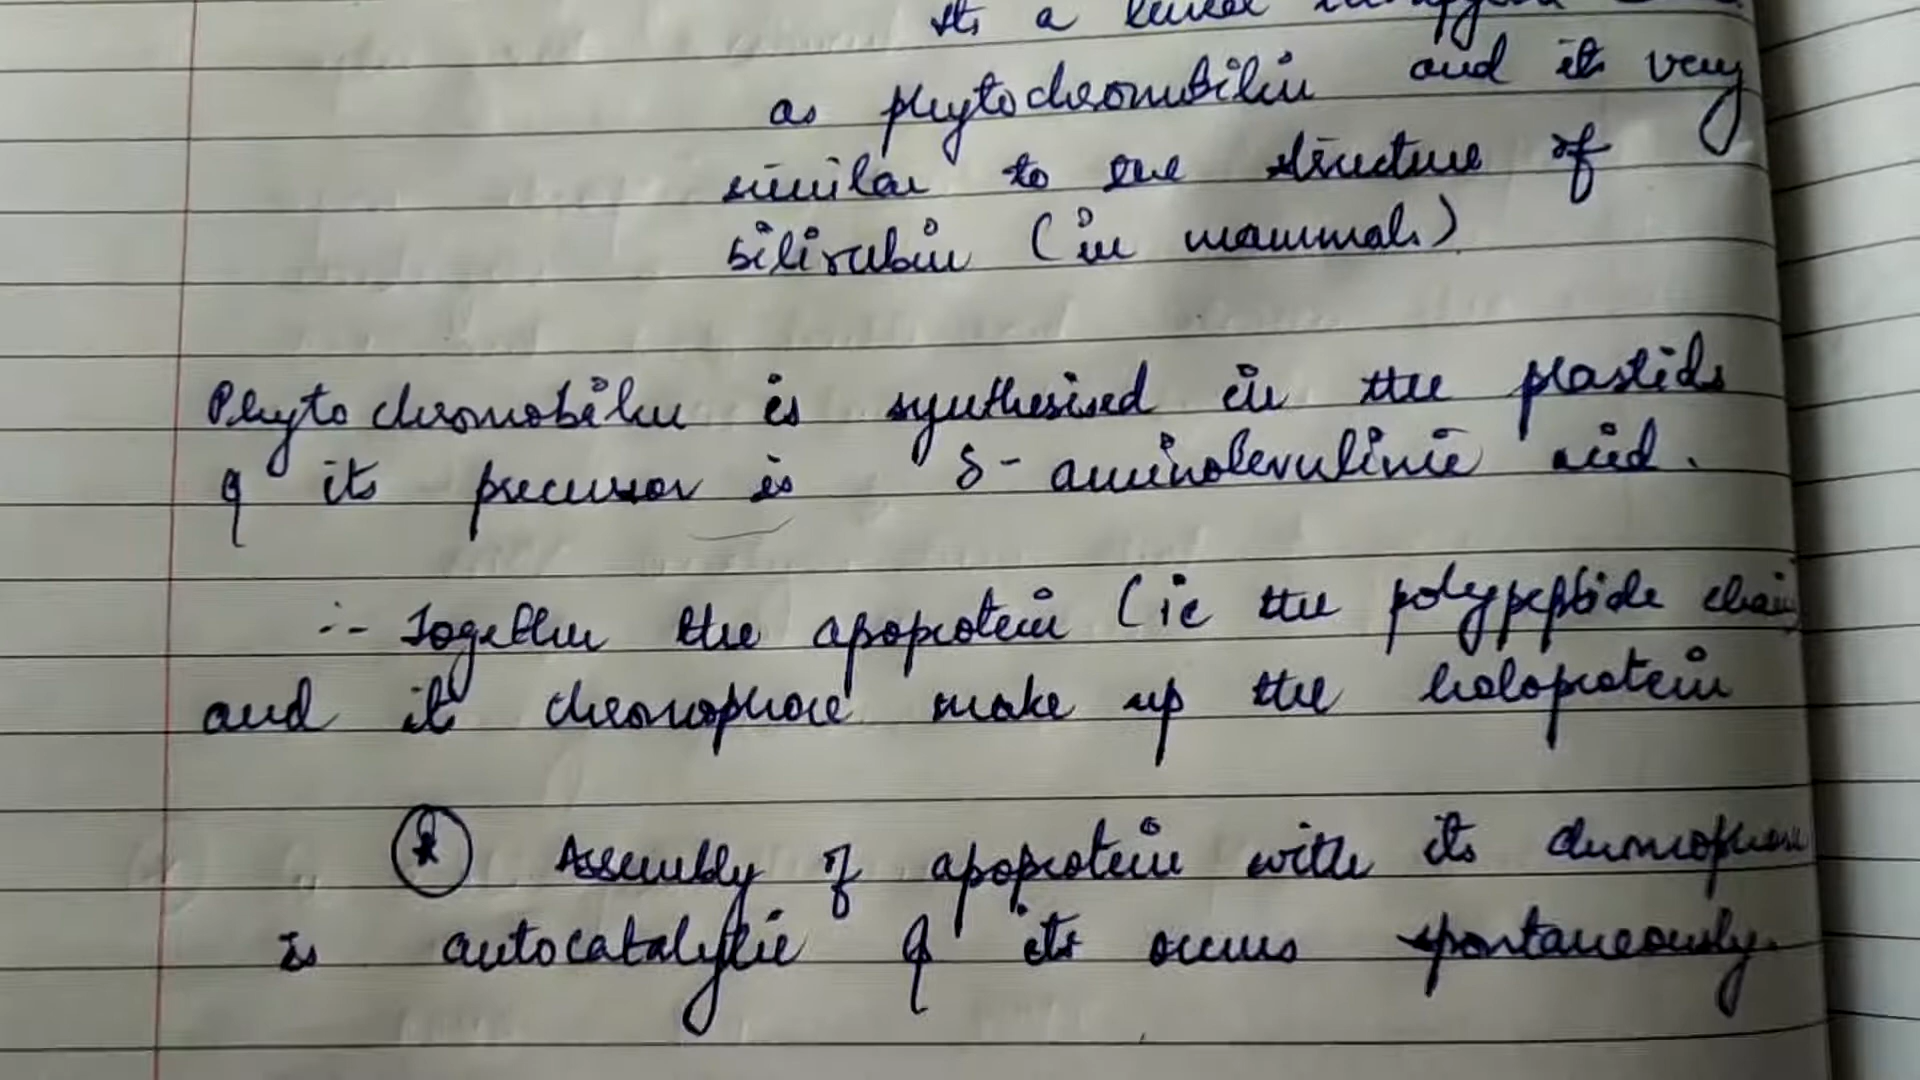 Its a linear
as phytochromobilin and its very
similar to the structure of
bilirubin (in mammals)
Phytochromobilin is synthesised in the plastids
& its precursor is δ- aminolevulinic acid.
:- Together the apoprotein (ie the polypeptide chain)
and it chromophore make up the holoprotein
* Assembly of apoprotein with its chromophore
is autocatalytic & its occurs spontaneously.